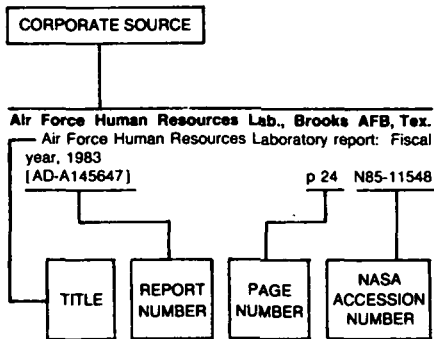 CORPORATE SOURCE
Air Force Human Resources Lab., Brooks AFB, Tex.
Air Force Human Resources Laboratory report: Fiscal
year, 1983
[AD-A145647] p 24 N85-11548
TITLE
REPORT
NUMBER
PAGE
NUMBER
NASA
ACCESSION
NUMBER